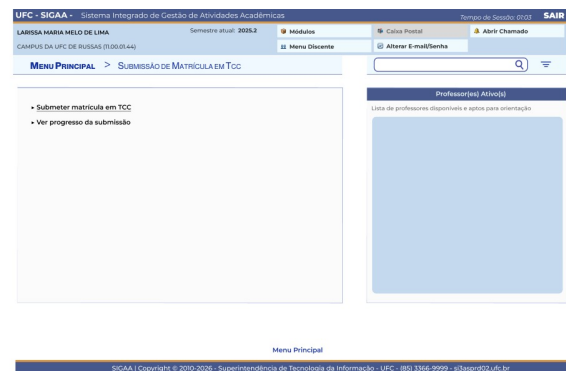 UFC - SIGAA - Sistema Integrado de Gestão de Atividades Acadêmicas Tempo de Sessão: 01:03 SAIR
LARISSA MARIA MELO DE LIMA Semestre atual: 2025.2 Módulos Caixa Postal Abrir Chamado
CAMPUS DA UFC DE RUSSAS (11.00.01.44) Menu Discente Alterar E-mail/Senha
MENU PRINCIPAL > SUBMISSÃO DE MATRÍCULA EM TCC
Professor(es) Ativo(s)
Lista de professores disponíveis e aptos para orientação
Submeter matrícula em TCC
Ver progresso da submissão
Menu Principal
SIGAA | Copyright © 2010-2026 - Superintendência de Tecnologia da Informação - UFC - (85) 3366-9999 - si3asprd02.ufc.br